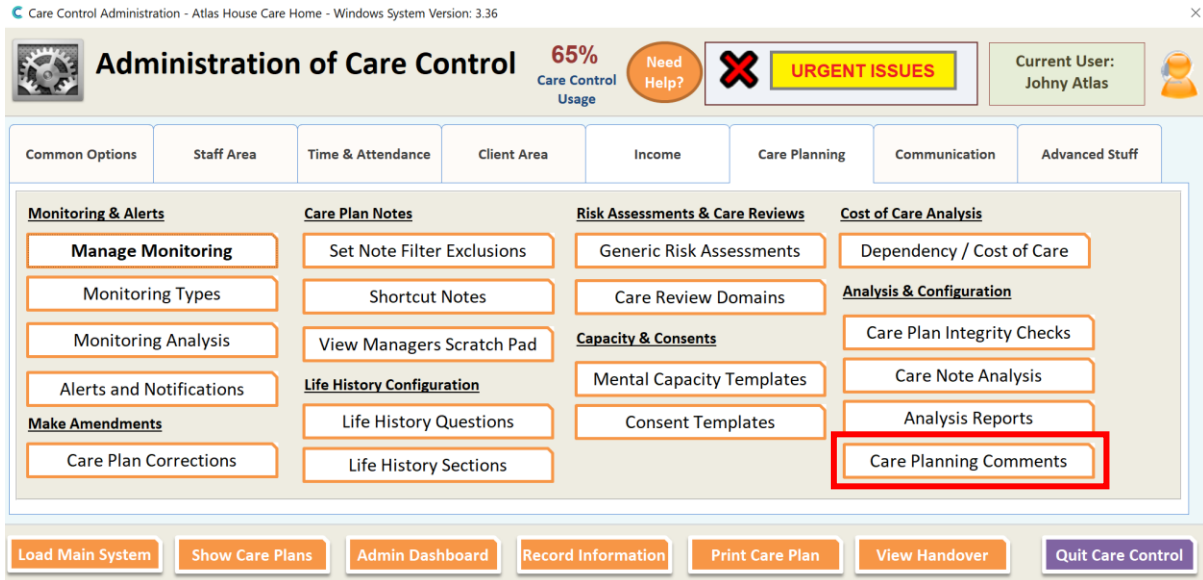 Care Control Administration - Atlas House Care Home - Windows System Version: 3.36
Administration of Care Control
65%
Care Control
Usage
Need
Help?
URGENT ISSUES
Current User:
Johny Atlas
Common Options
Staff Area
Time & Attendance
Client Area
Income
Care Planning
Communication
Advanced Stuff
Monitoring & Alerts
Manage Monitoring
Monitoring Types
Monitoring Analysis
Alerts and Notifications
Make Amendments
Care Plan Corrections
Care Plan Notes
Set Note Filter Exclusions
Shortcut Notes
View Managers Scratch Pad
Life History Configuration
Life History Questions
Life History Sections
Risk Assessments & Care Reviews
Generic Risk Assessments
Care Review Domains
Capacity & Consents
Mental Capacity Templates
Consent Templates
Cost of Care Analysis
Dependency / Cost of Care
Analysis & Configuration
Care Plan Integrity Checks
Care Note Analysis
Analysis Reports
Care Planning Comments
Load Main System
Show Care Plans
Admin Dashboard
Record Information
Print Care Plan
View Handover
Quit Care Control